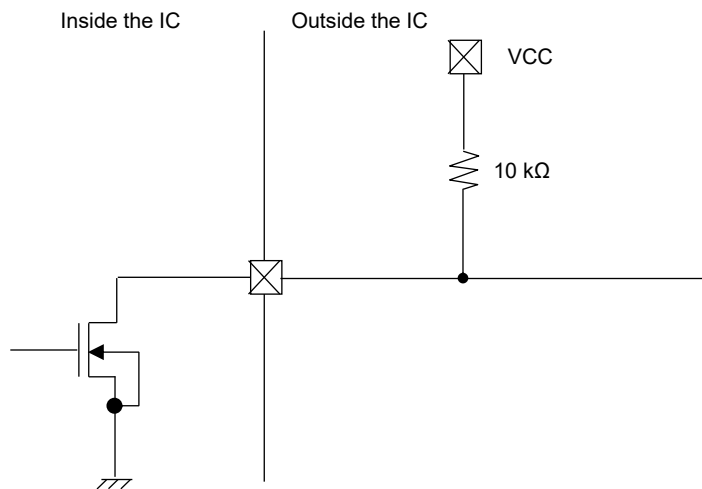 Inside the IC
Outside the IC
VCC
10 kΩ